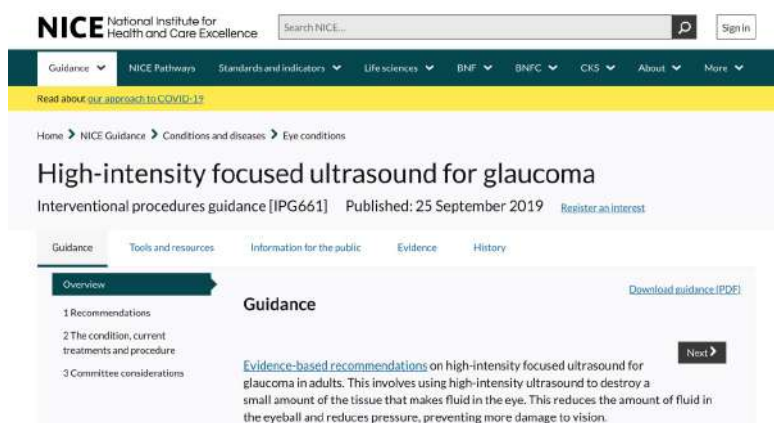 NICE National Institute for
Health and Care Excellence
Search NICE...
Sign in
Guidance NICE Pathways Standards and indicators Life sciences BNF BNFC CKS About More
Read about our approach to COVID-19
Home > NICE Guidance > Conditions and diseases > Eye conditions
High-intensity focused ultrasound for glaucoma
Interventional procedures guidance [IPG661] Published: 25 September 2019 Register an interest
Guidance Tools and resources Information for the public Evidence History
Overview
1 Recommendations
2 The condition, current
treatments and procedure
3 Committee considerations
Download guidance (PDF)
Guidance
Next >
Evidence-based recommendations on high-intensity focused ultrasound for
glaucoma in adults. This involves using high-intensity ultrasound to destroy a
small amount of the tissue that makes fluid in the eye. This reduces the amount of fluid in
the eyeball and reduces pressure, preventing more damage to vision.